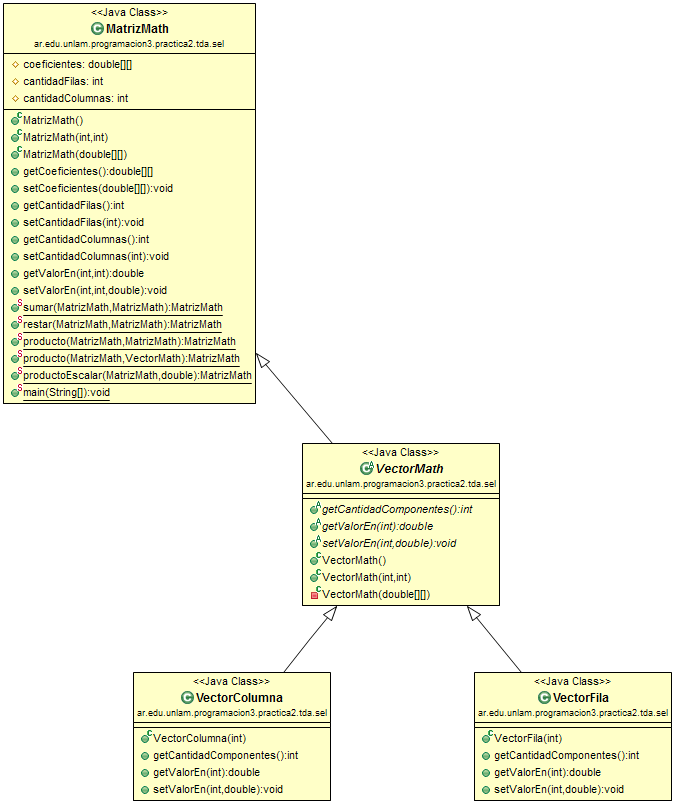 <<Java Class>>
MatrizMath
ar.edu.unlam.programacion3.practica2.tda.sel
coeficientes: double[][]
cantidadFilas: int
cantidadColumnas: int
MatrizMath()
MatrizMath(int,int)
MatrizMath(double[][])
getCoeficientes():double[][]
setCoeficientes(double[][]):void
getCantidadFilas():int
setCantidadFilas(int):void
getCantidadColumnas():int
setCantidadColumnas(int):void
getValorEn(int,int):double
setValorEn(int,int,double):void
sumar(MatrizMath,MatrizMath):MatrizMath
restar(MatrizMath,MatrizMath):MatrizMath
producto(MatrizMath,MatrizMath):MatrizMath
producto(MatrizMath,VectorMath):MatrizMath
productoEscalar(MatrizMath,double):MatrizMath
main(String[]):void
<<Java Class>>
VectorMath
ar.edu.unlam.programacion3.practica2.tda.sel
getCantidadComponentes():int
getValorEn(int):double
setValorEn(int,double):void
VectorMath()
VectorMath(int,int)
VectorMath(double[][])
<<Java Class>>
VectorColumna
ar.edu.unlam.programacion3.practica2.tda.sel
VectorColumna(int)
getCantidadComponentes():int
getValorEn(int):double
setValorEn(int,double):void
<<Java Class>>
VectorFila
ar.edu.unlam.programacion3.practica2.tda.sel
VectorFila(int)
getCantidadComponentes():int
getValorEn(int):double
setValorEn(int,double):void